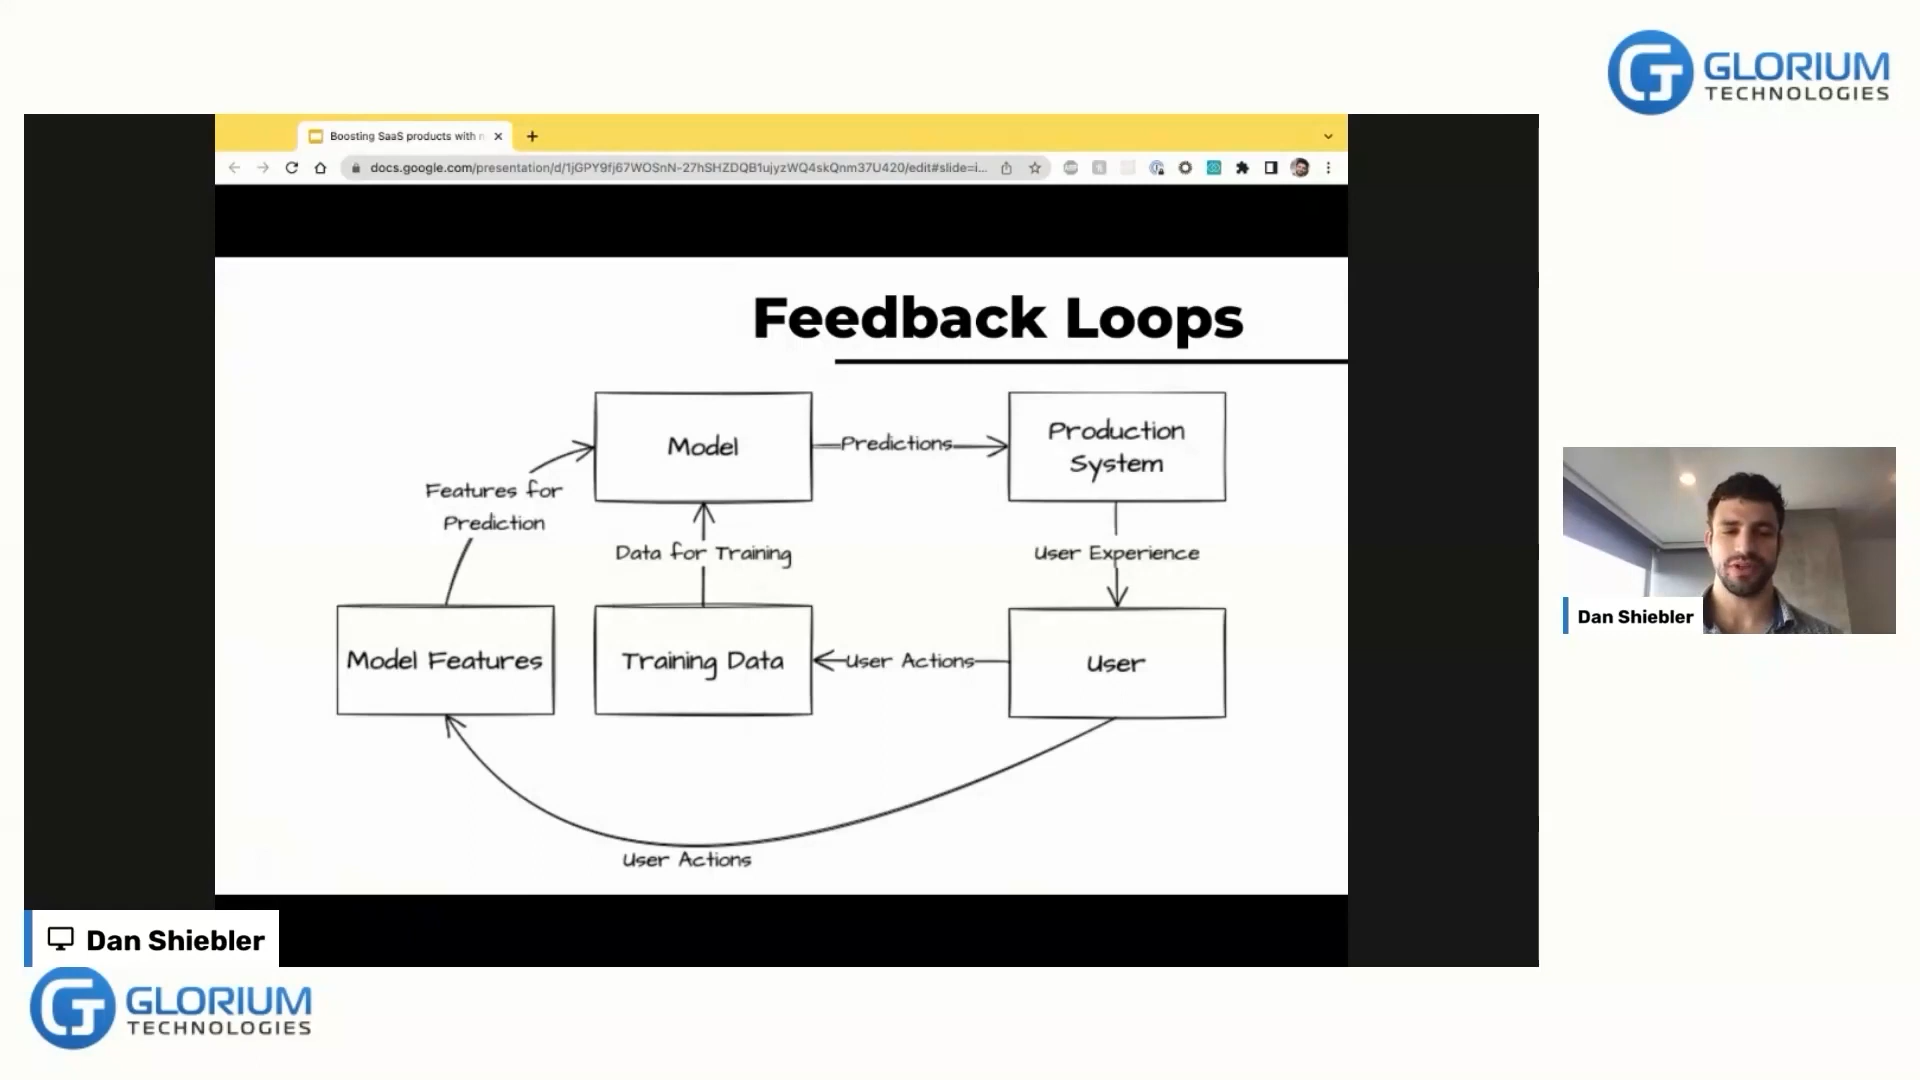 GLORIUM
TECHNOLOGIES
Boosting SaaS products with
docs.google.com/presentation/d/1jGPY9fj67WOSnN-27hSHZDQB1ujyzWQ4skQnm37U420/edit#slide=i...
Feedback Loops
Model
Predictions
Production
System
Features for
Prediction
Data for Training
User Experience
Model Features
Training Data
User Actions
User
User Actions
Dan Shiebler
Dan Shiebler
GLORIUM
TECHNOLOGIES